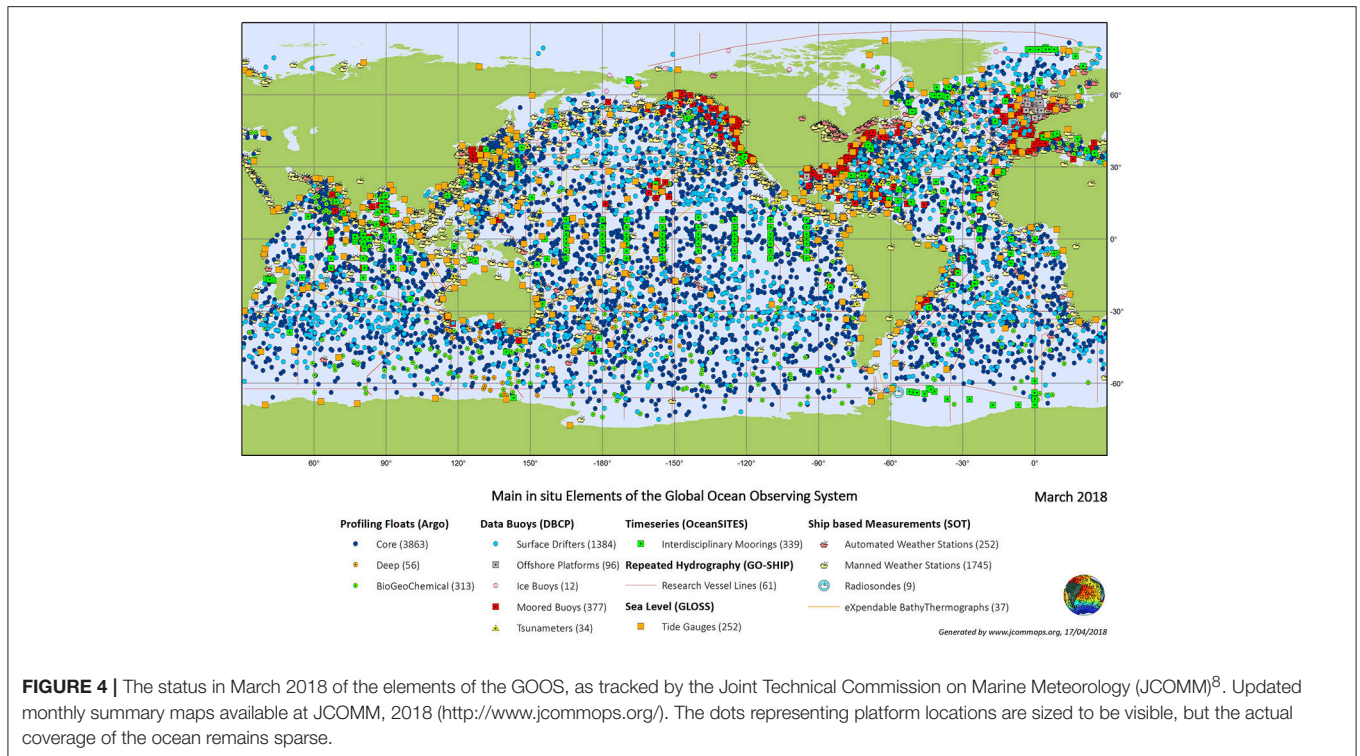 60°
30°
0°
-30°
-60°
60° 90° 120° 150° -180° -150° -120° -90° -60° -30° 0°
Main in situ Elements of the Global Ocean Observing System
March 2018
Profiling Floats (Argo)
Core (3863)
Deep (56)
BioGeoChemical (313)
Data Buoys (DBCP)
Surface Drifters (1384)
Offshore Platforms (96)
Ice Buoys (12)
Moored Buoys (377)
Tsunameters (34)
Timeseries (OceanSITES)
Interdisciplinary Moorings (339)
Repeated Hydrography (GO-SHIP)
Research Vessel Lines (61)
Sea Level (GLOSS)
Tide Gauges (252)
Ship based Measurements (SOT)
Automated Weather Stations (252)
Manned Weather Stations (1745)
Radiosondes (9)
eXpendable BathyThermographs (37)
Generated by www.jcommops.org, 17/04/2018
FIGURE 4 | The status in March 2018 of the elements of the GOOS, as tracked by the Joint Technical Commission on Marine Meteorology (JCOMM)8. Updated
monthly summary maps available at JCOMM, 2018 (http://www.jcommops.org/). The dots representing platform locations are sized to be visible, but the actual
coverage of the ocean remains sparse.